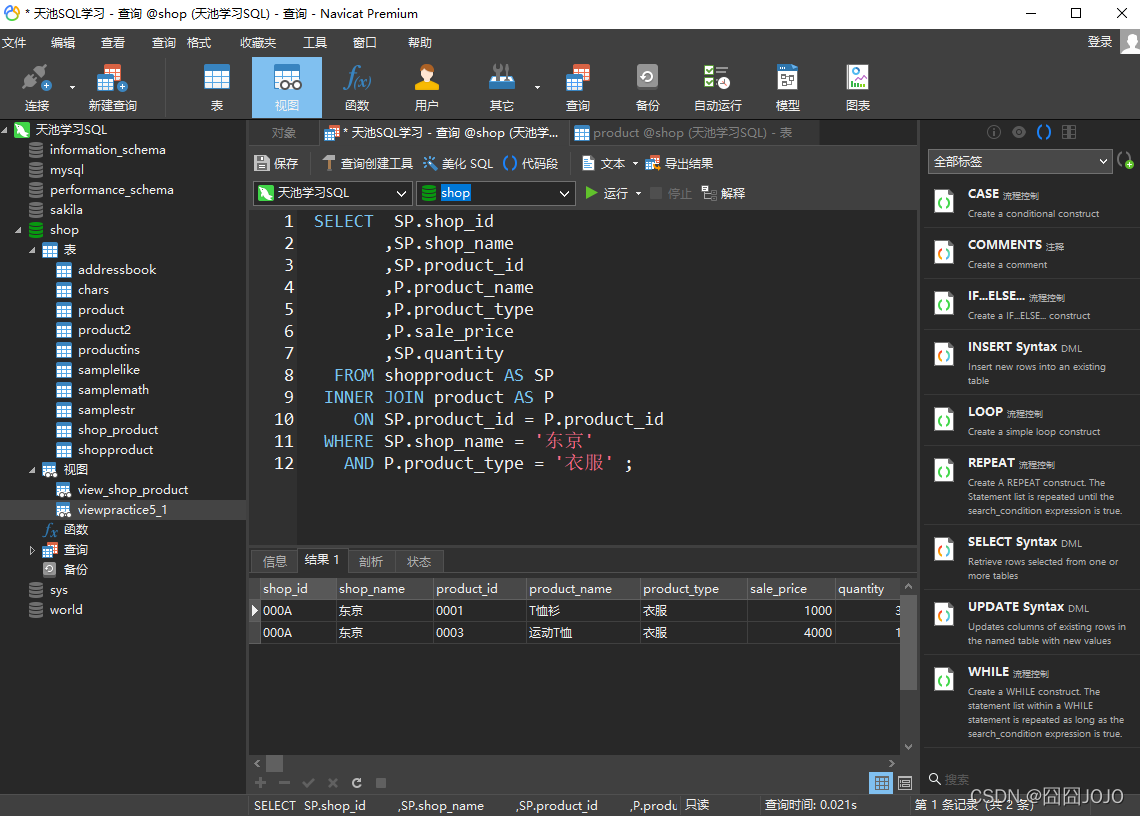 * 天池SQL学习 - 查询 @shop (天池学习SQL) - 查询 - Navicat Premium
文件 编辑 查看 查询 格式 收藏夹 工具 窗口 帮助 登录
连接 新建查询 表 视图 函数 用户 其它 查询 备份 自动运行 模型 图表
天池学习SQL
information_schema
mysql
performance_schema
sakila
shop
表
addressbook
chars
product
product2
productins
samplelike
samplemath
samplestr
shop_product
shopproduct
视图
view_shop_product
viewpractice5_1
函数
查询
备份
sys
world
对象 * 天池SQL学习 - 查询 @shop (天池学... product @shop (天池学习SQL) - 表
保存 查询创建工具 美化 SQL 代码段 文本 导出结果
天池学习SQL shop 运行 停止 解释
1 SELECT SP.shop_id
2 ,SP.shop_name
3 ,SP.product_id
4 ,P.product_name
5 ,P.product_type
6 ,P.sale_price
7 ,SP.quantity
8 FROM shopproduct AS SP
9 INNER JOIN product AS P
10 ON SP.product_id = P.product_id
11 WHERE SP.shop_name = '东京'
12 AND P.product_type = '衣服' ;
信息 结果 1 剖析 状态
shop_id shop_name product_id product_name product_type sale_price quantity
000A 东京 0001 T恤衫 衣服 1000 3
000A 东京 0003 运动T恤 衣服 4000 1
SELECT SP.shop_id ,SP.shop_name ,SP.product_id ,P.produ 只读 查询时间: 0.021s 第 1 条记录 (共 2 条)
全部标签
CASE 流程控制
Create a conditional construct
COMMENTS 注释
Create a comment
IF...ELSE... 流程控制
Create a IF...ELSE... construct
INSERT Syntax DML
Insert new rows into an existing
table
LOOP 流程控制
Create a simple loop construct
REPEAT 流程控制
Create A REPEAT construct. The
Statement list is repeated until the
search_condition expression is true.
SELECT Syntax DML
Retrieve rows selected from one or
more tables
UPDATE Syntax DML
Updates columns of existing rows in
the named table with new values
WHILE 流程控制
Create a WHILE construct. The
statement list within a WHILE
statement is repeated as long as the
search_condition expression is true.
搜索
CSDN @囧囧JOJO